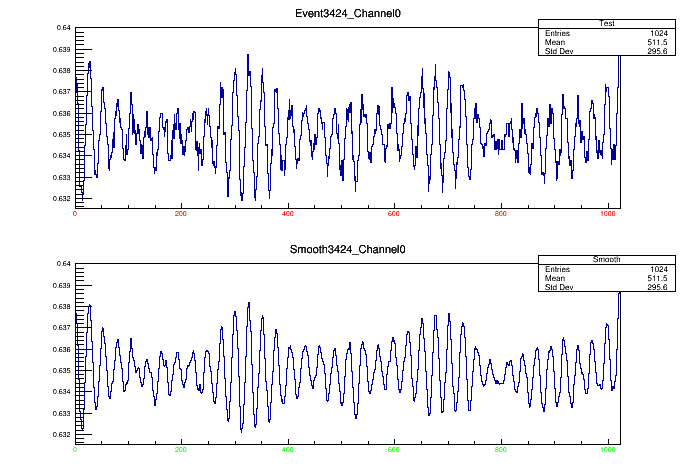 Event3424_Channel0
Test
Entries 1024
Mean 511.5
Std Dev 295.6
0.64
0.639
0.638
0.637
0.636
0.635
0.634
0.633
0.632
0 200 400 600 800 1000
Smooth3424_Channel0
Smooth
Entries 1024
Mean 511.5
Std Dev 295.6
0.64
0.639
0.638
0.637
0.636
0.635
0.634
0.633
0.632
0 200 400 600 800 1000